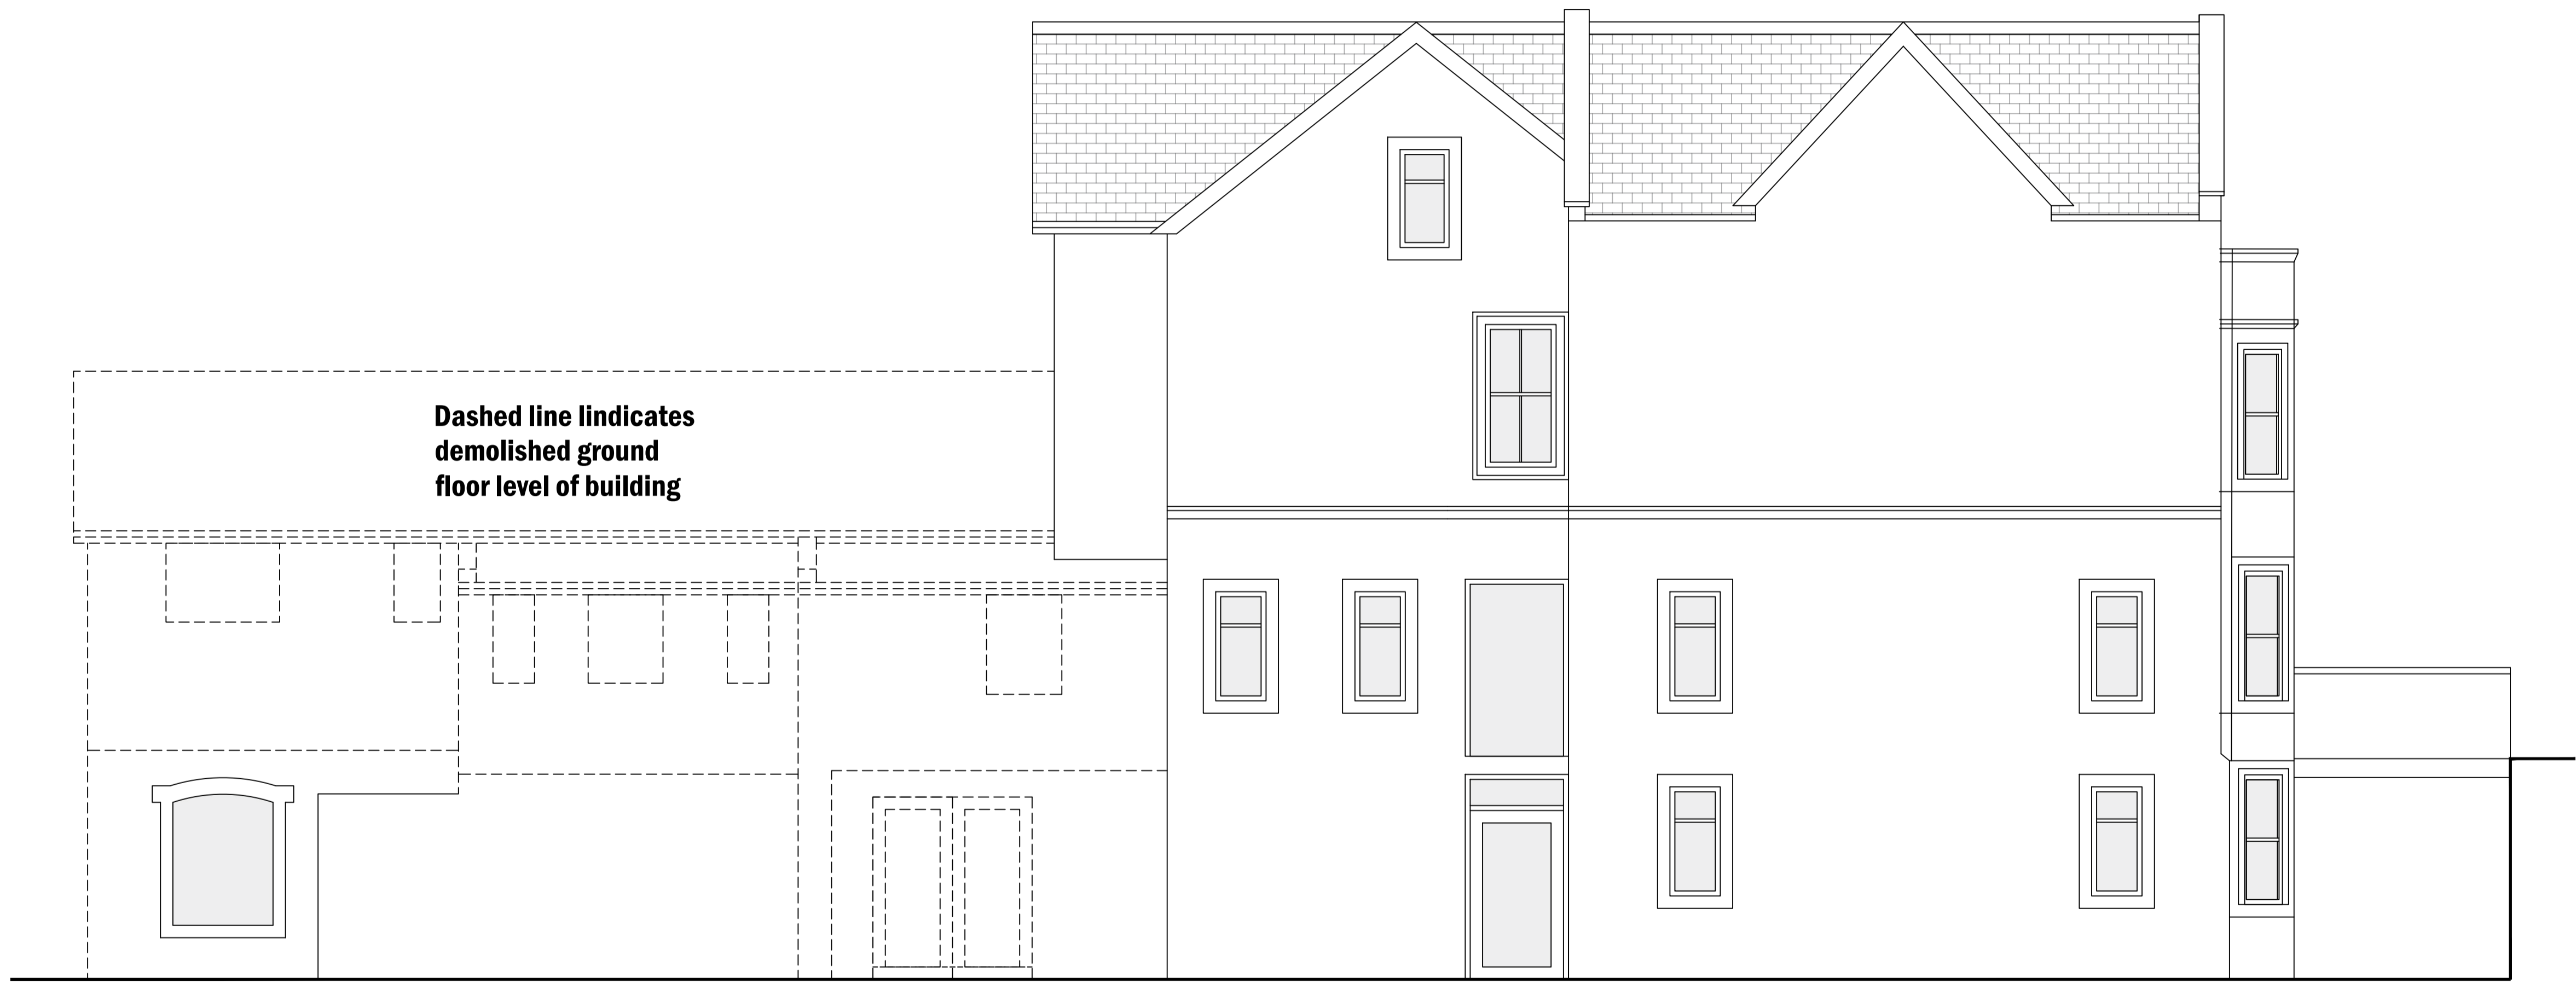 Dashed line lindicates
demolished ground
floor level of building